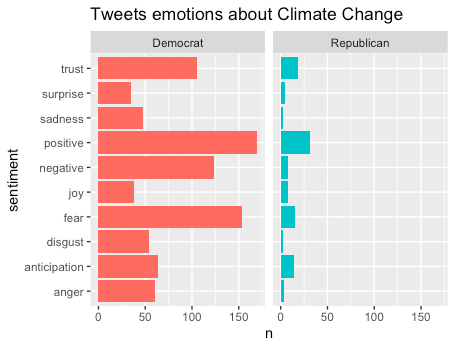 Tweets emotions about Climate Change
Democrat
Republican
sentiment
trust
surprise
sadness
positive
negative
joy
fear
disgust
anticipation
anger
0 50 100 150
0 50 100 150
n